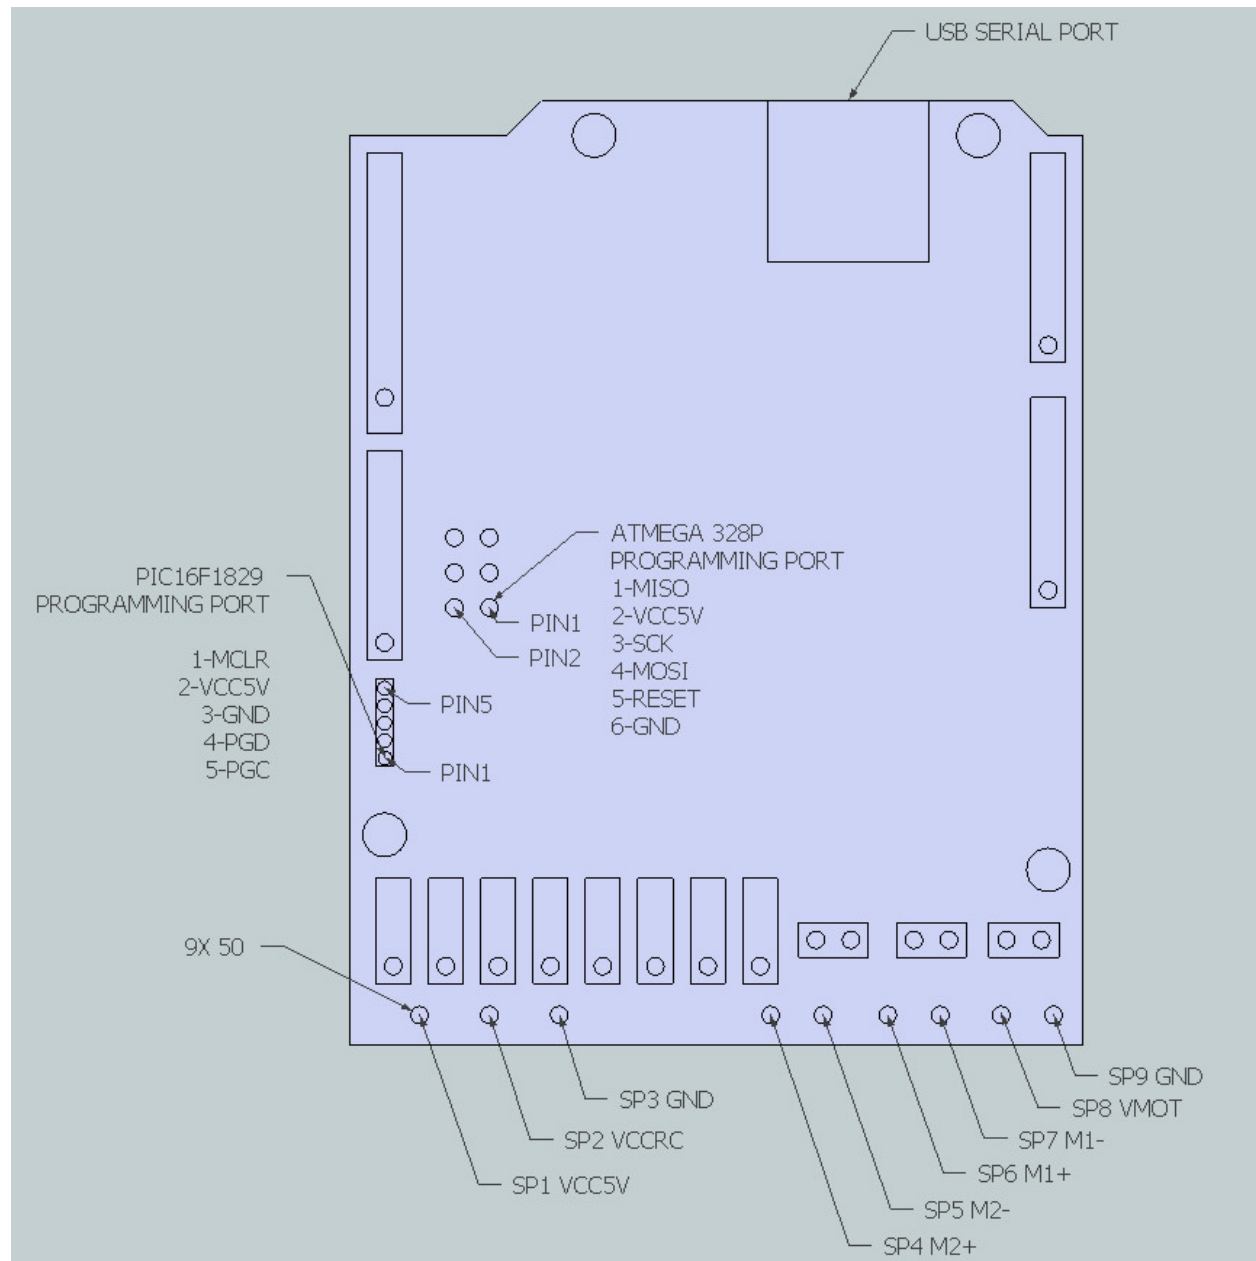 USB SERIAL PORT
ATMEGA 328P
PROGRAMMING PORT
1-MISO
2-VCC5V
3-SCK
4-MOSI
5-RESET
6-GND
PIN1
PIN2
PIC16F1829
PROGRAMMING PORT
1-MCLR
2-VCC5V
3-GND
4-PGD
5-PGC
PIN5
PIN1
9X 50
SP9 GND
SP3 GND
SP8 VMOT
SP2 VCCRC
SP7 M1-
SP6 M1+
SP1 VCC5V
SP5 M2-
SP4 M2+